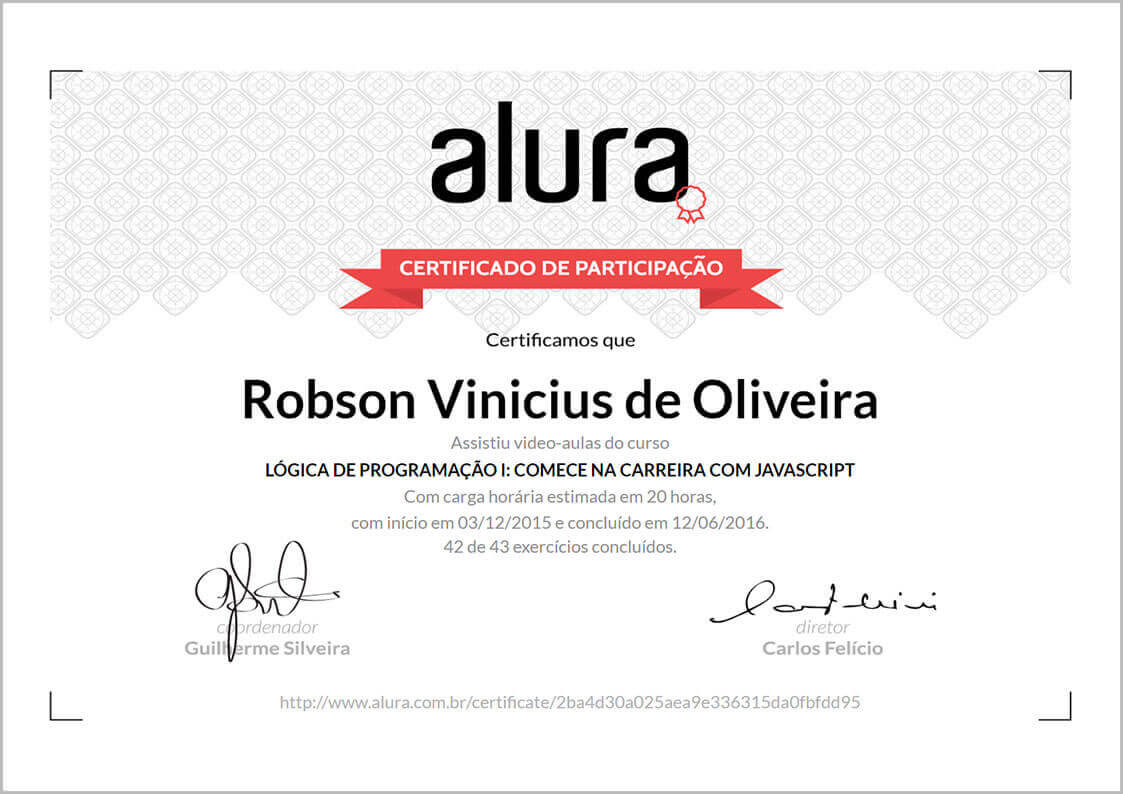 alura
CERTIFICADO DE PARTICIPAÇÃO
Certificamos que
Robson Vinicius de Oliveira
Assistiu video-aulas do curso
LÓGICA DE PROGRAMAÇÃO I: COMECE NA CARREIRA COM JAVASCRIPT
Com carga horária estimada em 20 horas,
com início em 03/12/2015 e concluído em 12/06/2016.
42 de 43 exercícios concluídos.
coordenador
Guilherme Silveira
diretor
Carlos Felício
http://www.alura.com.br/certificate/2ba4d30a025aea9e336315da0fbfdd95